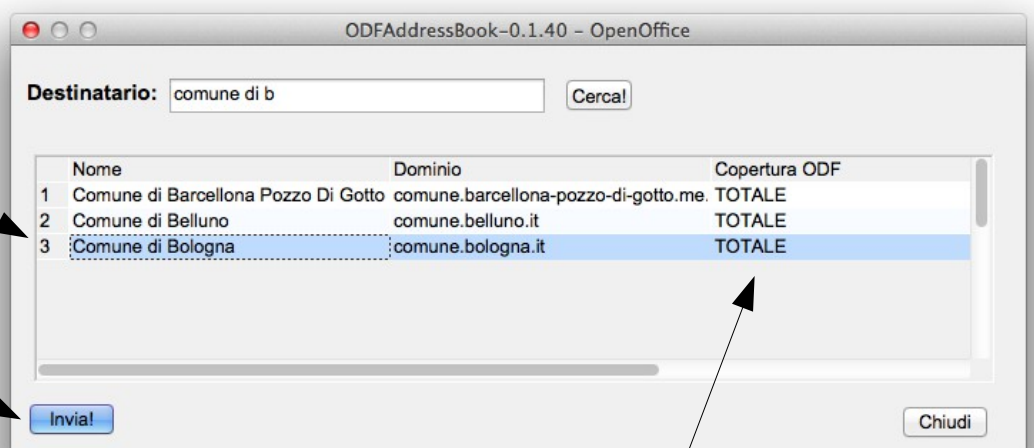 ODFAddressBook-0.1.40 – OpenOffice
Destinatario: comune di b Cerca!
Nome Dominio Copertura ODF
1 Comune di Barcellona Pozzo Di Gotto comune.barcellona-pozzo-di-gotto.me. TOTALE
2 Comune di Belluno comune.belluno.it TOTALE
3 Comune di Bologna comune.bologna.it TOTALE
Invia! Chiudi